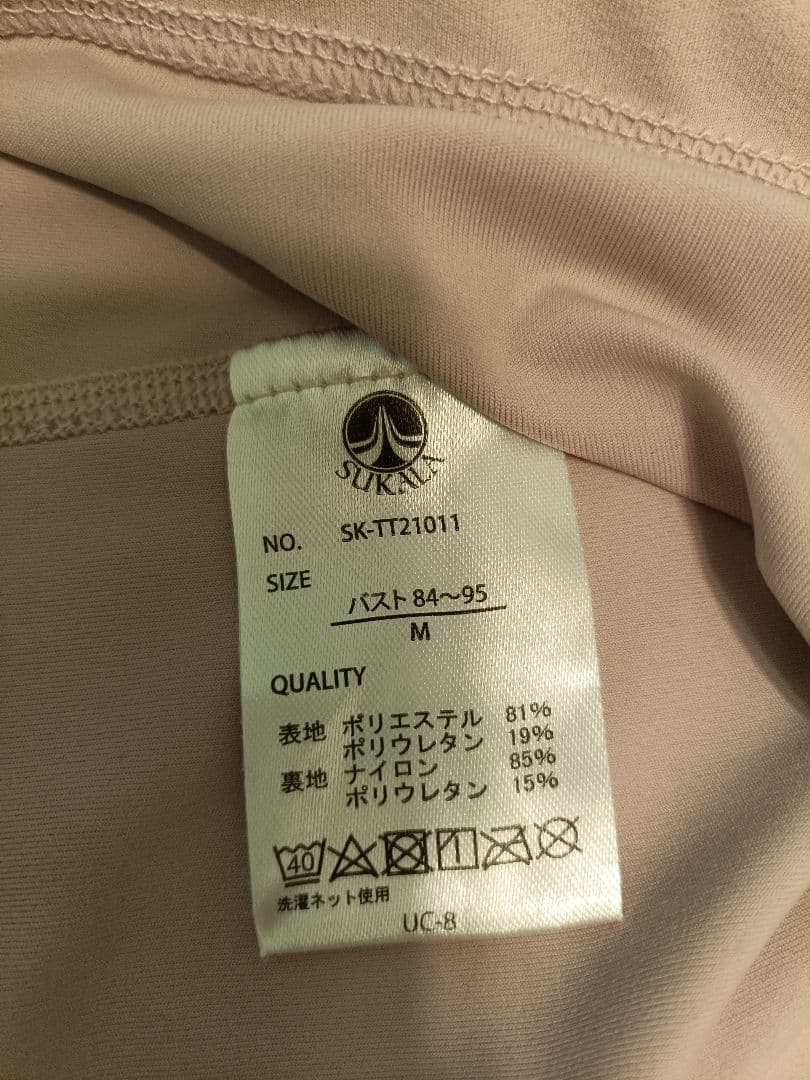 SUKALA
NO. SK-TT21011
SIZE バスト 84～95
M
QUALITY
表地 ポリエステル 81%
ポリウレタン 19%
裏地 ナイロン 85%
ポリウレタン 15%
40
洗濯ネット使用
UC-8